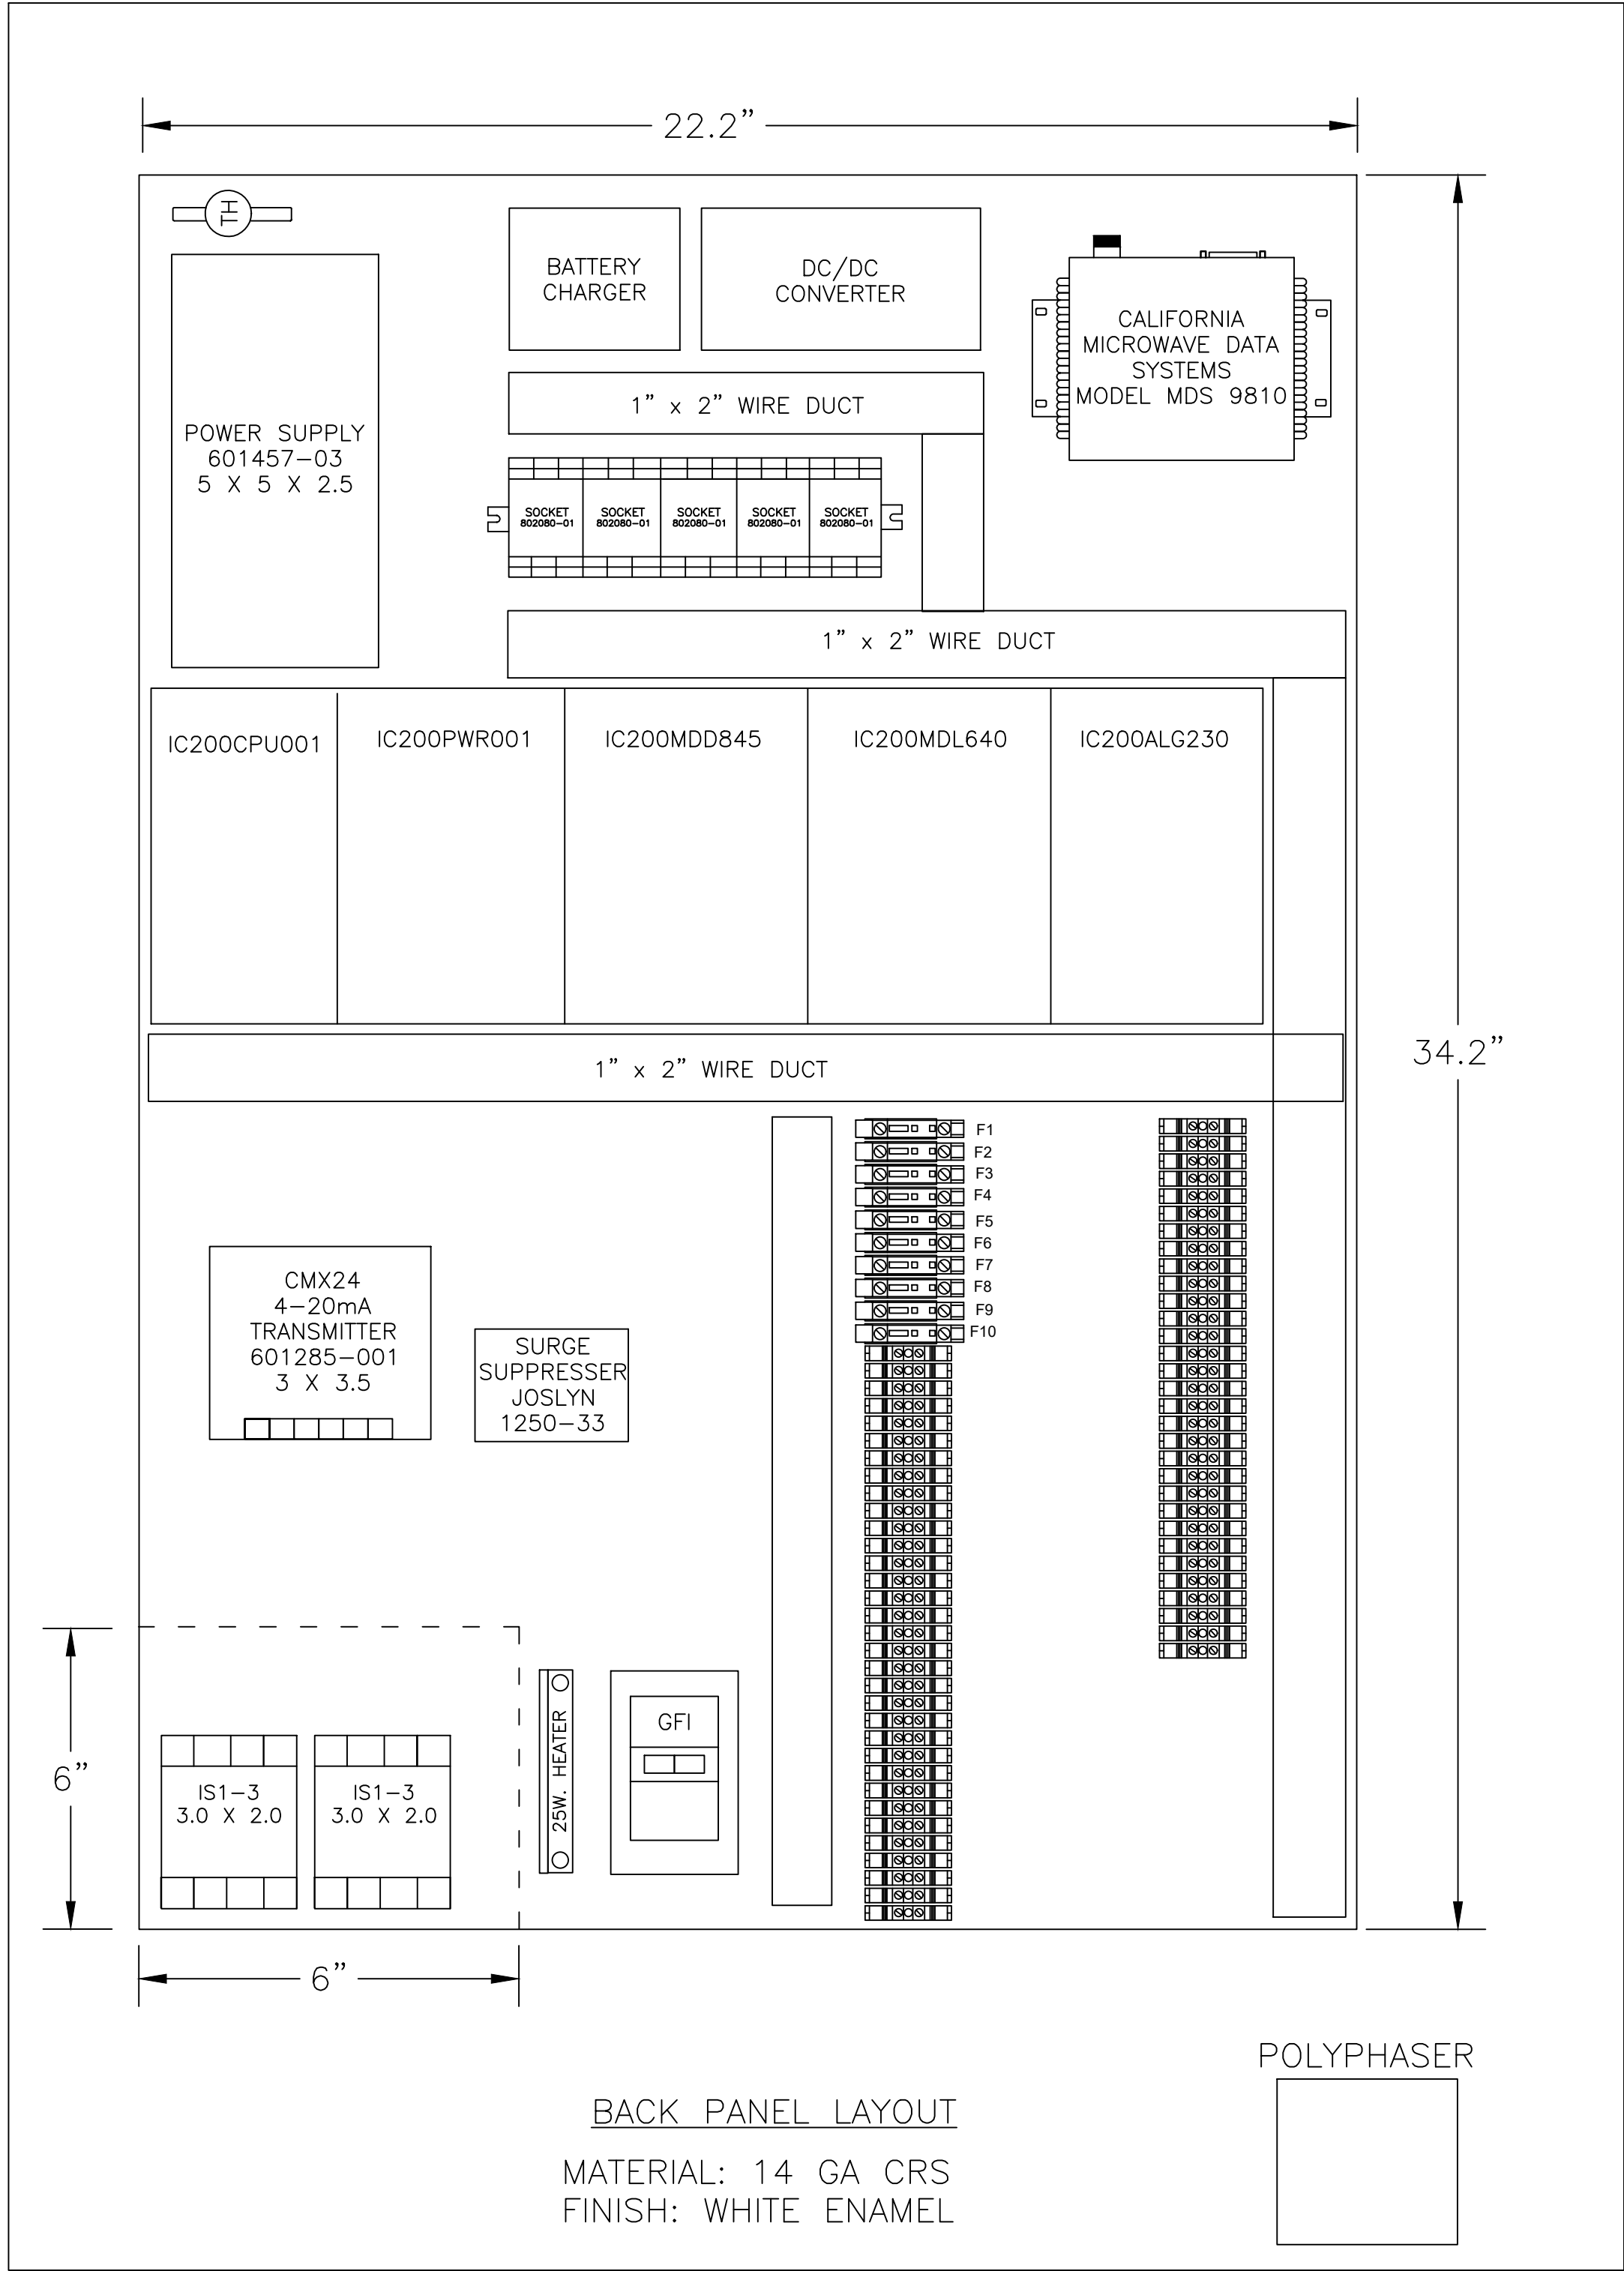 22.2”
TH
BATTERY
CHARGER
DC/DC
CONVERTER
CALIFORNIA
MICROWAVE DATA
SYSTEMS
MODEL MDS 9810
1” x 2” WIRE DUCT
POWER SUPPLY
601457-03
5 X 5 X 2.5
SOCKET
802080-01
SOCKET
802080-01
SOCKET
802080-01
SOCKET
802080-01
SOCKET
802080-01
1” x 2” WIRE DUCT
IC200CPU001
IC200PWR001
IC200MDD845
IC200MDL640
IC200ALG230
34.2”
1” x 2” WIRE DUCT
F1
F2
F3
F4
F5
F6
F7
F8
F9
F10
CMX24
4-20mA
TRANSMITTER
601285-001
3 X 3.5
SURGE
SUPPRESSER
JOSLYN
1250-33
6”
IS1-3
3.0 X 2.0
IS1-3
3.0 X 2.0
25W. HEATER
GFI
6”
POLYPHASER
BACK PANEL LAYOUT
MATERIAL: 14 GA CRS
FINISH: WHITE ENAMEL